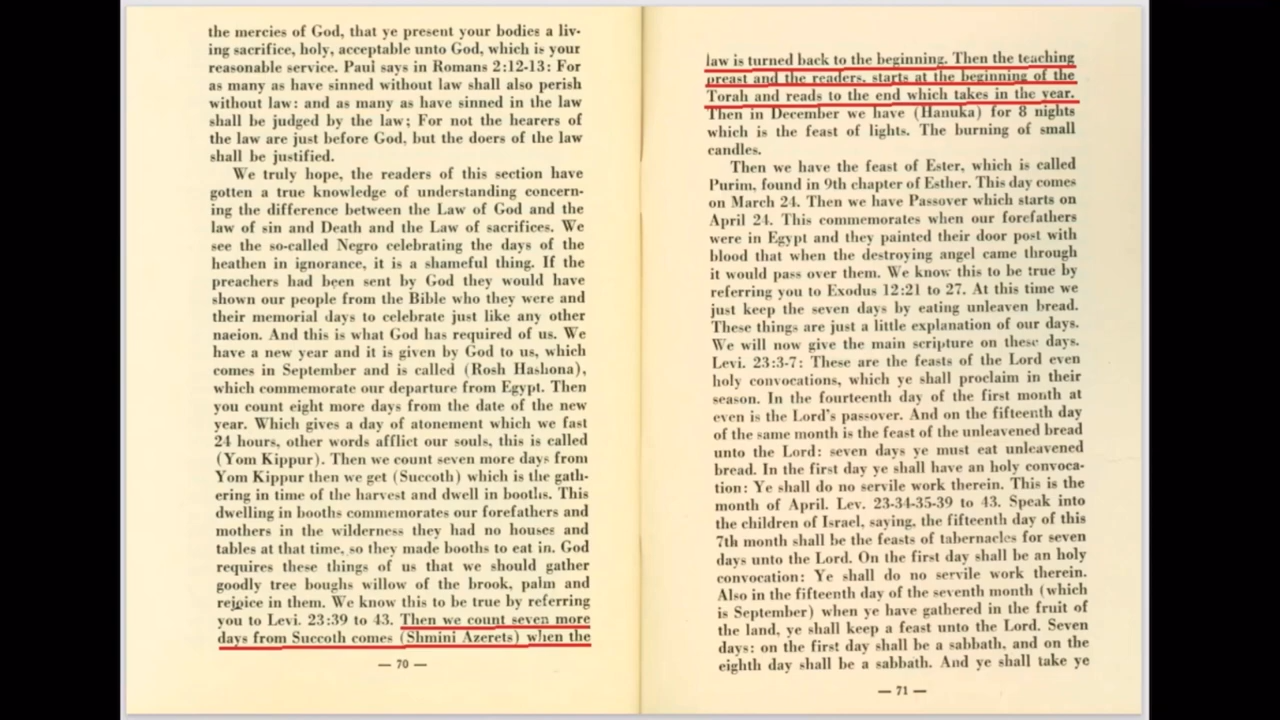 the mercies of God, that ye present your bodies a liv-
ing sacrifice, holy, acceptable unto God, which is your
reasonable service. Paul says in Romans 2:12-13: For
as many as have sinned without law shall also perish
without law: and as many as have sinned in the law
shall be judged by the law; For not the hearers of
the law are just before God, but the doers of the law
shall be justified.
We truly hope, the readers of this section have
gotten a true knowledge of understanding concern-
ing the difference between the Law of God and the
law of sin and Death and the Law of sacrifices. We
see the so-called Negro celebrating the days of the
heathen in ignorance, it is a shameful thing. If the
preachers had been sent by God they would have
shown our people from the Bible who they were and
their memorial days to celebrate just like any other
naeion. And this is what God has required of us. We
have a new year and it is given by God to us, which
comes in September and is called (Rosh Hashona),
which commemorate our departure from Egypt. Then
you count eight more days from the date of the new
year. Which gives a day of atonement which we fast
24 hours, other words afflict our souls, this is called
(Yom Kippur). Then we count seven more days from
Yom Kippur then we get (Succoth) which is the gath-
ering in time of the harvest and dwell in booths. This
dwelling in booths commemorates our forefathers and
mothers in the wilderness they had no houses and
tables at that time, so they made booths to eat in. God
requires these things of us that we should gather
goodly tree boughs willow of the brook, palm and
rejoice in them. We know this to be true by referring
you to Levi. 23:39 to 43. Then we count seven more
days from Succoth comes (Shmini Azerets) when the
— 70 —
law is turned back to the beginning. Then the teaching
preast and the readers. starts at the beginning of the
Torah and reads to the end which takes in the year.
Then in December we have (Hanuka) for 8 nights
which is the feast of lights. The burning of small
candles.
Then we have the feast of Ester, which is called
Purim, found in 9th chapter of Esther. This day comes
on March 24. Then we have Passover which starts on
April 24. This commemorates when our forefathers
were in Egypt and they painted their door post with
blood that when the destroying angel came through
it would pass over them. We know this to be true by
referring you to Exodus 12:21 to 27. At this time we
just keep the seven days by eating unleaven bread.
These things are just a little explanation of our days.
We will now give the main scripture on these days.
Levi. 23:3-7: These are the feasts of the Lord even
holy convocations, which ye shall proclaim in their
season. In the fourteenth day of the first month at
even is the Lord's passover. And on the fifteenth day
of the same month is the feast of the unleavened bread
unto the Lord: seven days ye must eat unleavened
bread. In the first day ye shall have an holy convoca-
tion: Ye shall do no servile work therein. This is the
month of April. Lev. 23-34-35-39 to 43. Speak into
the children of Israel, saying, the fifteenth day of this
7th month shall be the feasts of tabernacles for seven
days unto the Lord. On the first day shall be an holy
convocation: Ye shall do no servile work therein.
Also in the fifteenth day of the seventh month (which
is September) when ye have gathered in the fruit of
the land, ye shall keep a feast unto the Lord. Seven
days: on the first day shall be a sabbath, and on the
eighth day shall be a sabbath. And ye shall take ye
— 71 —